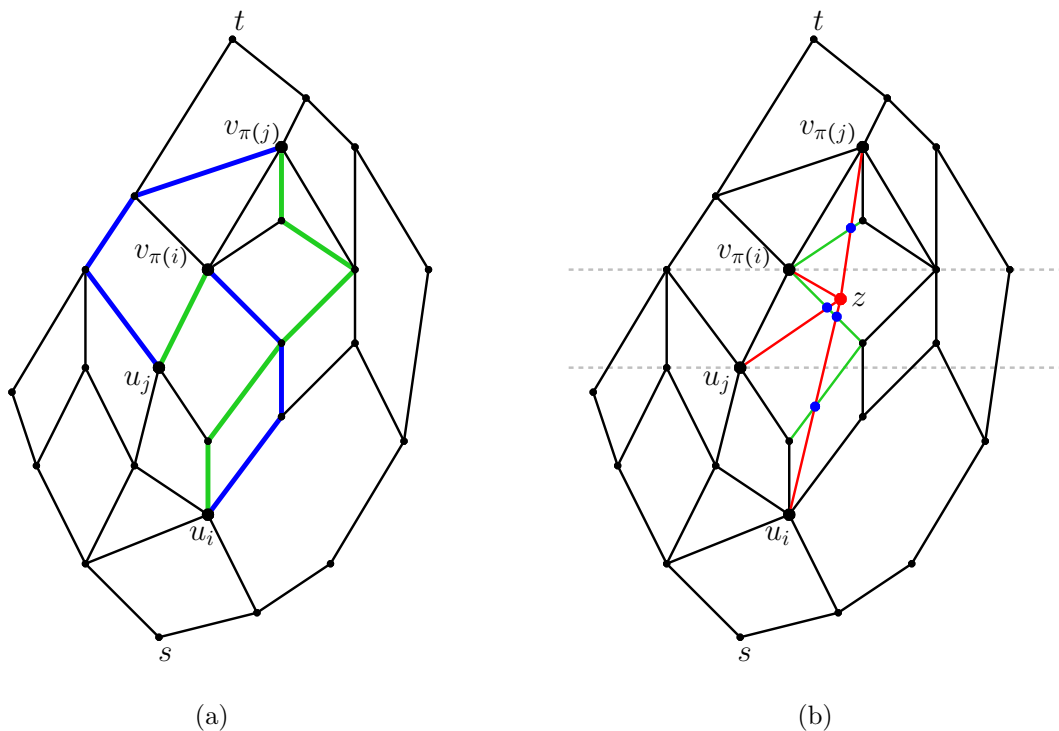 t
v_{π(j)}
v_{π(i)}
u_j
u_i
s
(a)
t
v_{π(j)}
v_{π(i)}
z
u_j
u_i
s
(b)